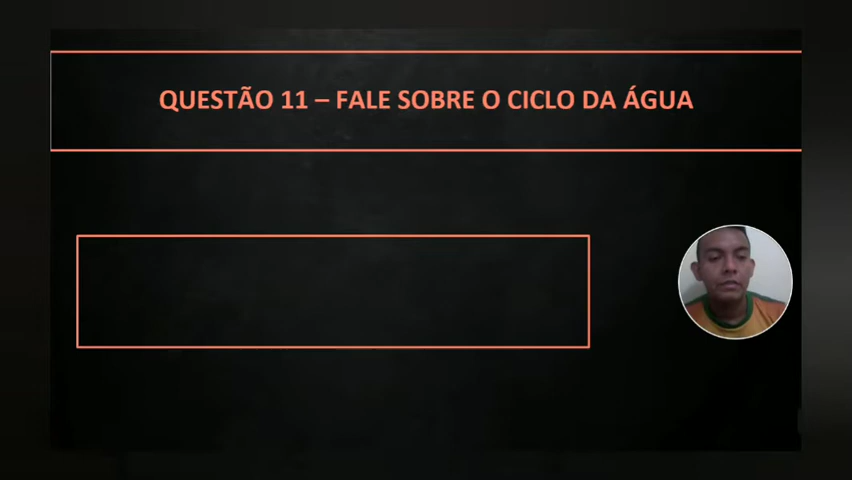 QUESTÃO 11 – FALE SOBRE O CICLO DA ÁGUA